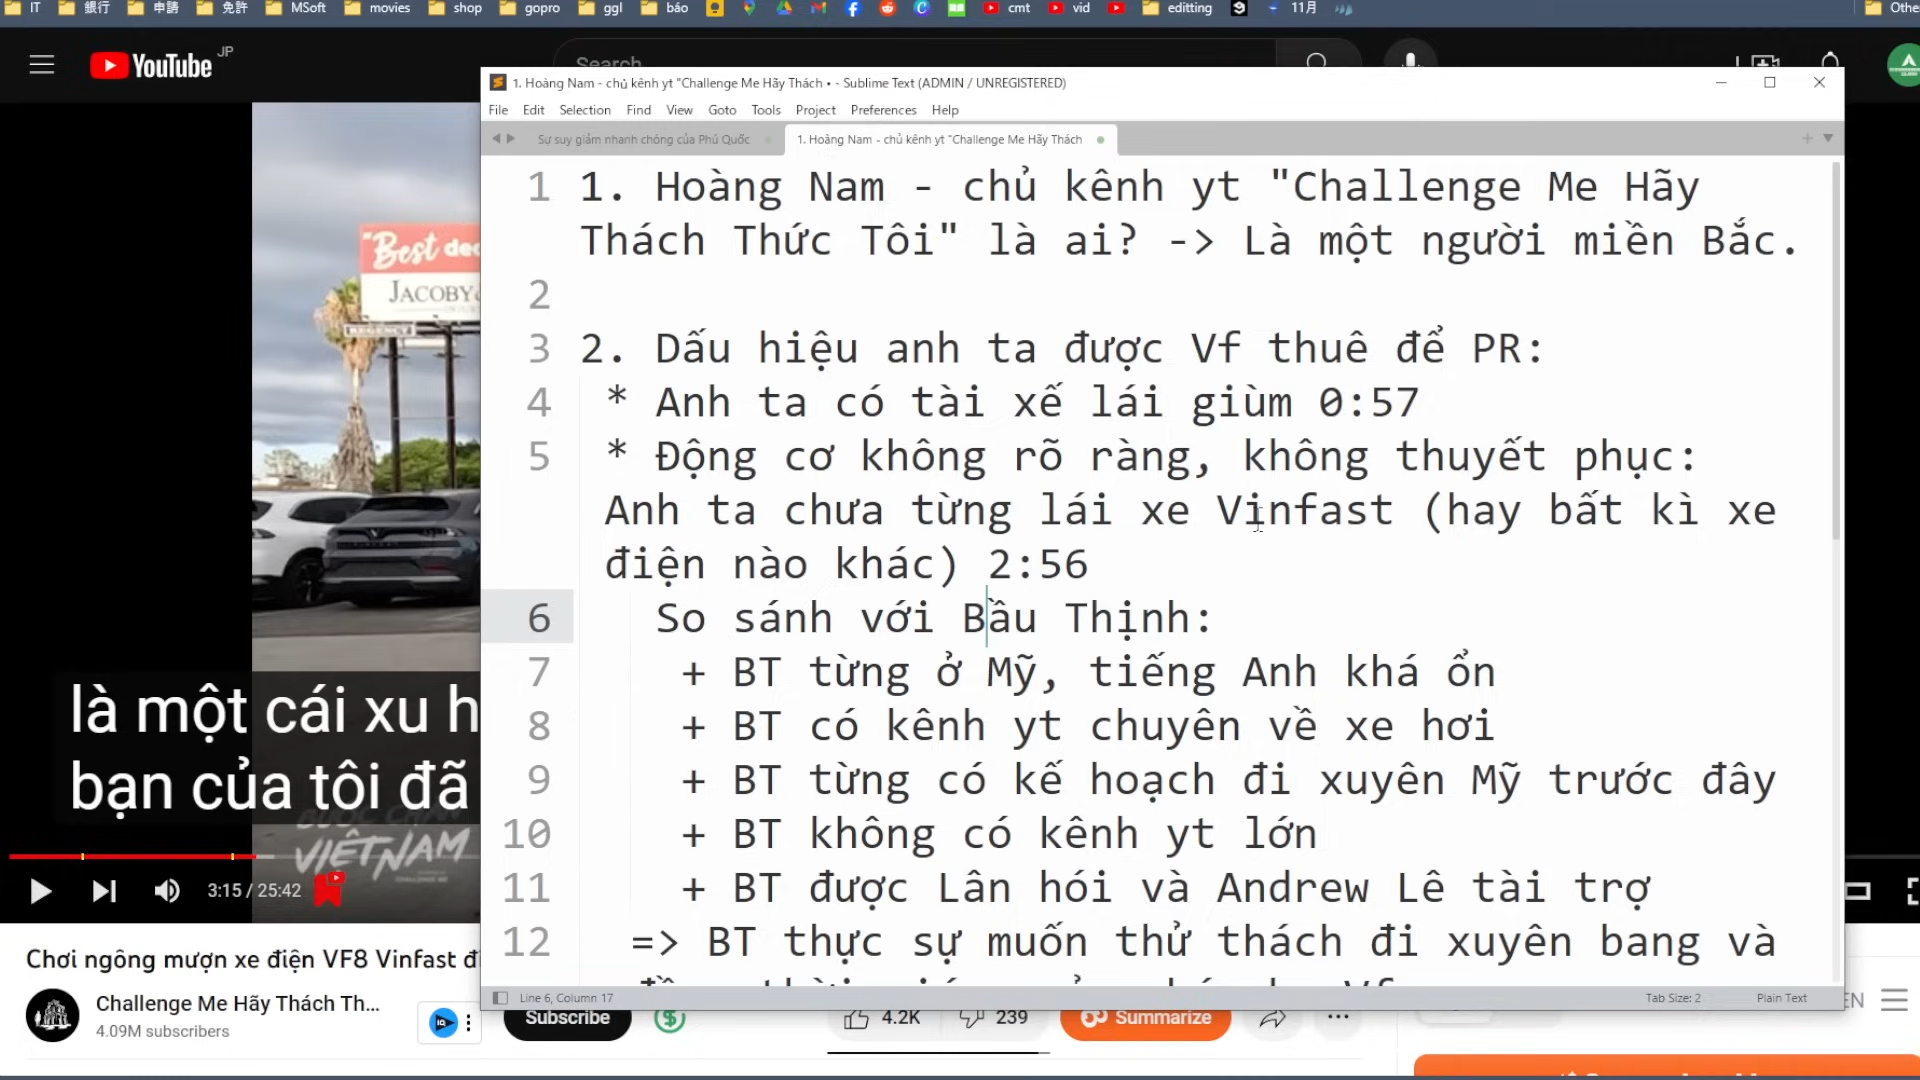 IT
銀行
申請
免許
MSoft
movies
shop
gopro
ggl
báo
cmt
vid
editting
11月
YouTube JP
Search
1. Hoàng Nam - chủ kênh yt "Challenge Me Hãy Thách • - Sublime Text (ADMIN / UNREGISTERED)
File Edit Selection Find View Goto Tools Project Preferences Help
Sự suy giảm nhanh chóng của Phú Quốc
1. Hoàng Nam - chủ kênh yt "Challenge Me Hãy Thách
1 1. Hoàng Nam - chủ kênh yt "Challenge Me Hãy
Thách Thức Tôi" là ai? -> Là một người miền Bắc.
2
3 2. Dấu hiệu anh ta được Vf thuê để PR:
4 * Anh ta có tài xế lái giùm 0:57
5 * Động cơ không rõ ràng, không thuyết phục:
Anh ta chưa từng lái xe Vinfast (hay bất kì xe
điện nào khác) 2:56
6 So sánh với Bầu Thịnh:
7 + BT từng ở Mỹ, tiếng Anh khá ổn
8 + BT có kênh yt chuyên về xe hơi
9 + BT từng có kế hoạch đi xuyên Mỹ trước đây
10 + BT không có kênh yt lớn
11 + BT được Lân hói và Andrew Lê tài trợ
12 => BT thực sự muốn thử thách đi xuyên bang và
Line 6, Column 17
Tab Size: 2
Plain Text
"Best
JACOBY
REGENCY
là một cái xu h
bạn của tôi đã
BƯỚC CHÂN
VIỆTNAM
3:15 / 25:42
Chơi ngông mượn xe điện VF8 Vinfast đi
Challenge Me Hãy Thách Th...
4.09M subscribers
Subscribe
4.2K
239
Summarize
EN